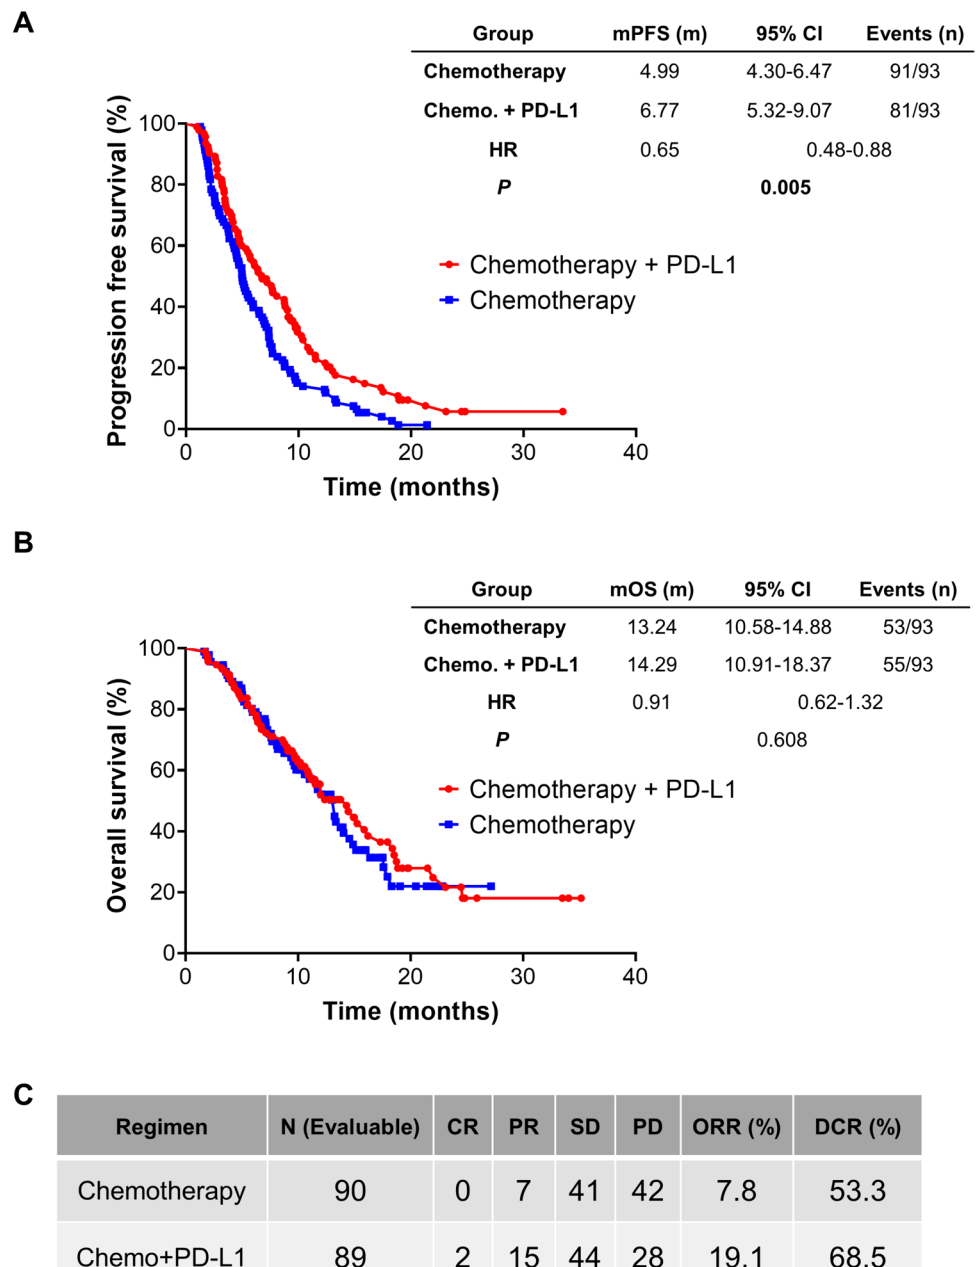 A
Group mPFS (m) 95% CI Events (n)
Chemotherapy 4.99 4.30-6.47 91/93
Chemo. + PD-L1 6.77 5.32-9.07 81/93
HR 0.65 0.48-0.88
P 0.005
Chemotherapy + PD-L1
Chemotherapy
Progression free survival (%)
100
80
60
40
20
0
0 10 20 30 40
Time (months)
B
Group mOS (m) 95% CI Events (n)
Chemotherapy 13.24 10.58-14.88 53/93
Chemo. + PD-L1 14.29 10.91-18.37 55/93
HR 0.91 0.62-1.32
P 0.608
Chemotherapy + PD-L1
Chemotherapy
Overall survival (%)
100
80
60
40
20
0
0 10 20 30 40
Time (months)
C
Regimen N (Evaluable) CR PR SD PD ORR (%) DCR (%)
Chemotherapy 90 0 7 41 42 7.8 53.3
Chemo+PD-L1 89 2 15 44 28 19.1 68.5